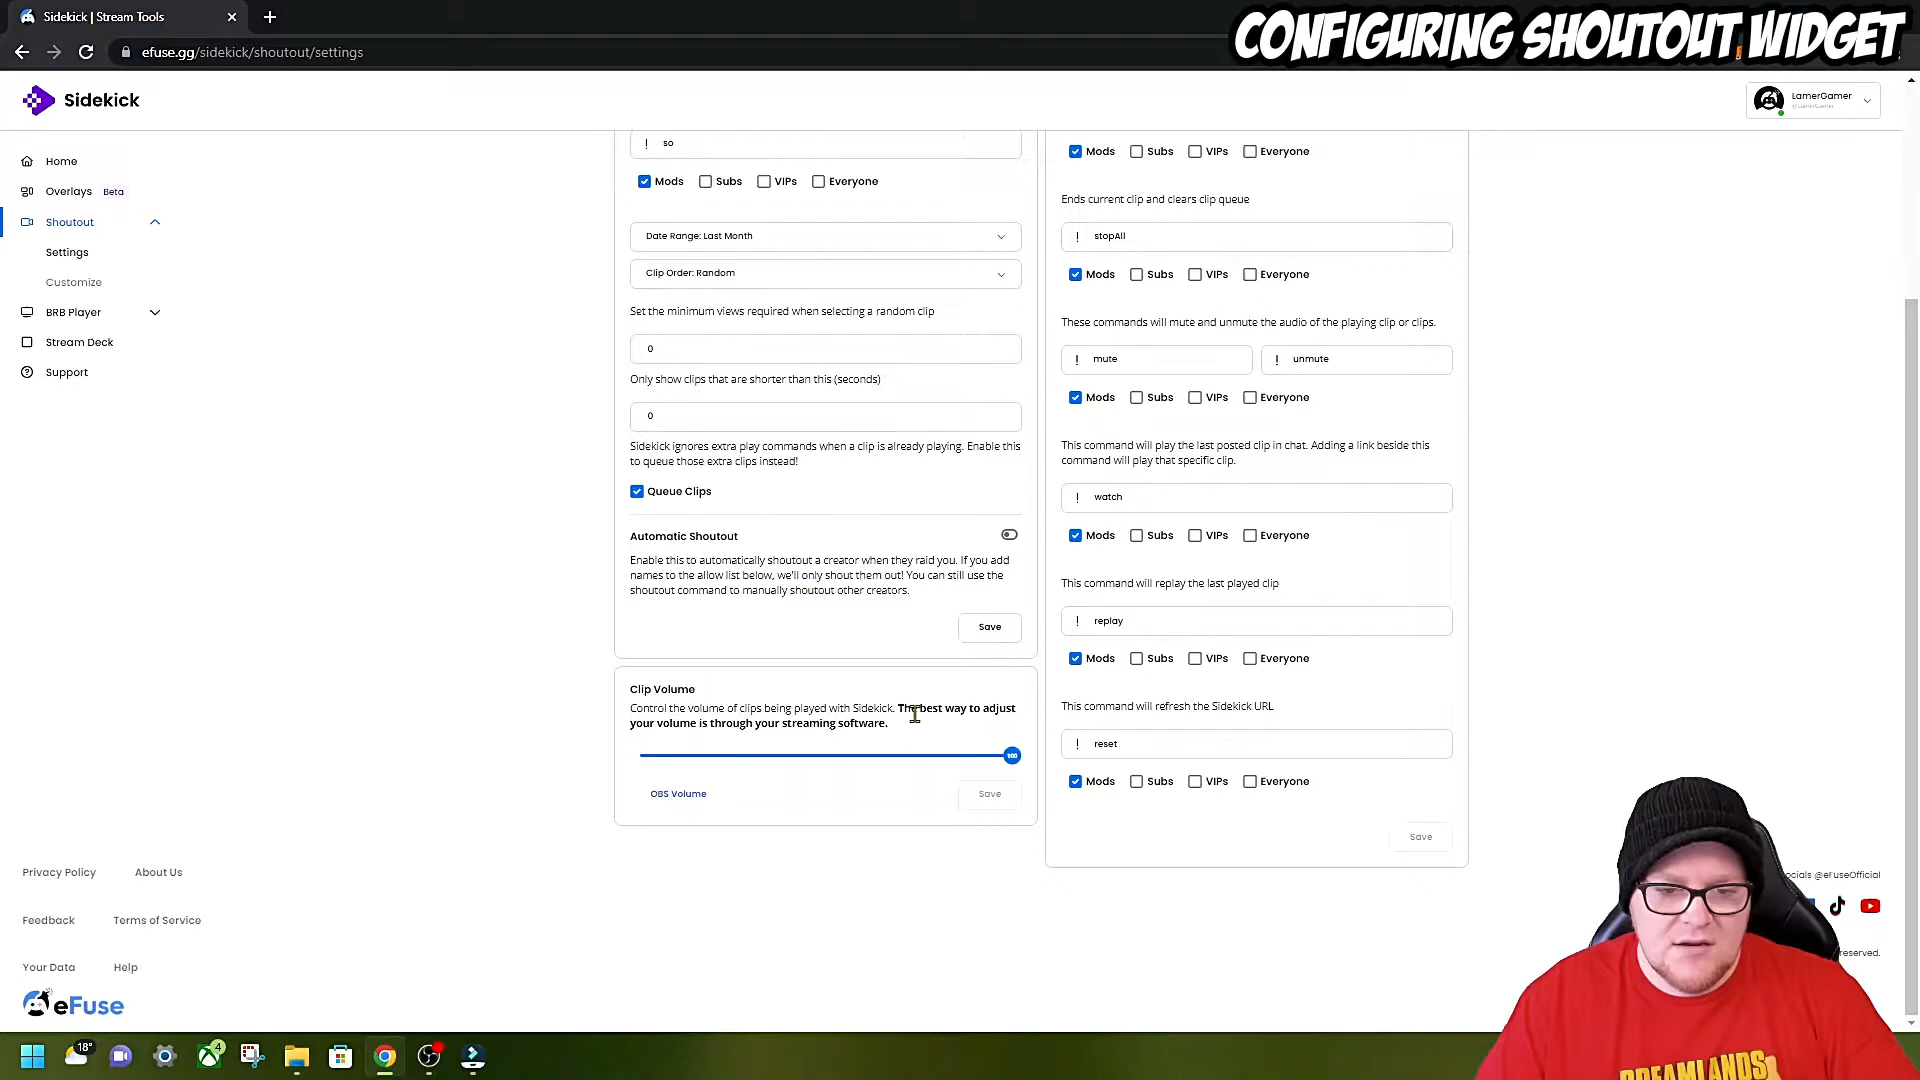 Sidekick | Stream Tools
efuse.gg/sidekick/shoutout/settings
CONFIGURING SHOUTOUT WIDGET
Sidekick
LamerGamer
@LamerGamer
Home
Overlays Beta
Shoutout
Settings
Customize
BRB Player
Stream Deck
Support
! so
Mods Subs VIPs Everyone
Date Range: Last Month
Clip Order: Random
Set the minimum views required when selecting a random clip
0
Only show clips that are shorter than this (seconds)
0
Sidekick ignores extra play commands when a clip is already playing. Enable this
to queue those extra clips instead!
Queue Clips
Automatic Shoutout
Enable this to automatically shoutout a creator when they raid you. If you add
names to the allow list below, we'll only shout them out! You can still use the
shoutout command to manually shoutout other creators.
Save
Clip Volume
Control the volume of clips being played with Sidekick. The best way to adjust
your volume is through your streaming software.
100
OBS Volume
Save
Mods Subs VIPs Everyone
Ends current clip and clears clip queue
! stopAll
Mods Subs VIPs Everyone
These commands will mute and unmute the audio of the playing clip or clips.
! mute ! unmute
Mods Subs VIPs Everyone
This command will play the last posted clip in chat. Adding a link beside this
command will play that specific clip.
! watch
Mods Subs VIPs Everyone
This command will replay the last played clip
! replay
Mods Subs VIPs Everyone
This command will refresh the Sidekick URL
! reset
Mods Subs VIPs Everyone
Save
Privacy Policy About Us
Feedback Terms of Service
Your Data Help
eFuse
ocials @eFuseOfficial
reserved.
18°
4
DREAMLANDS